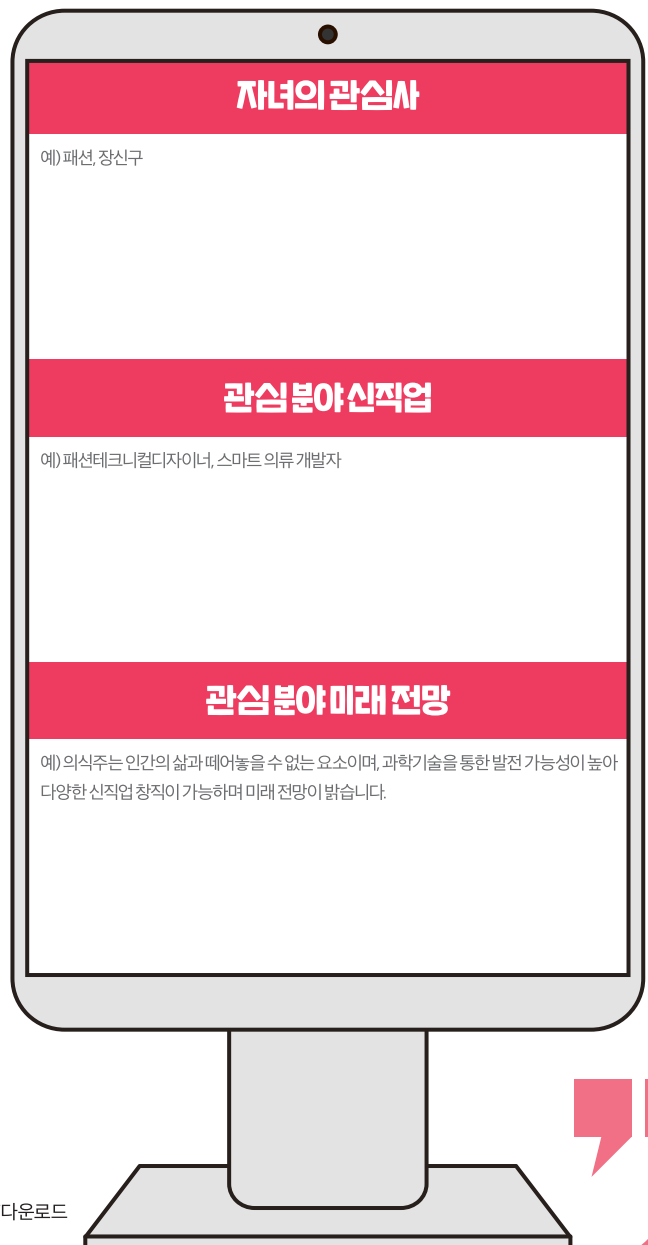 자녀의 관심사
예) 패션, 장신구
관심 분야 신직업
예) 패션테크니컬디자이너, 스마트 의류 개발자
관심 분야 미래 전망
예) 의식주는 인간의 삶과 떼어놓을 수 없는 요소이며, 과학기술을 통한 발전 가능성이 높아
다양한 신직업 창직이 가능하며 미래 전망이 밝습니다.
다운로드